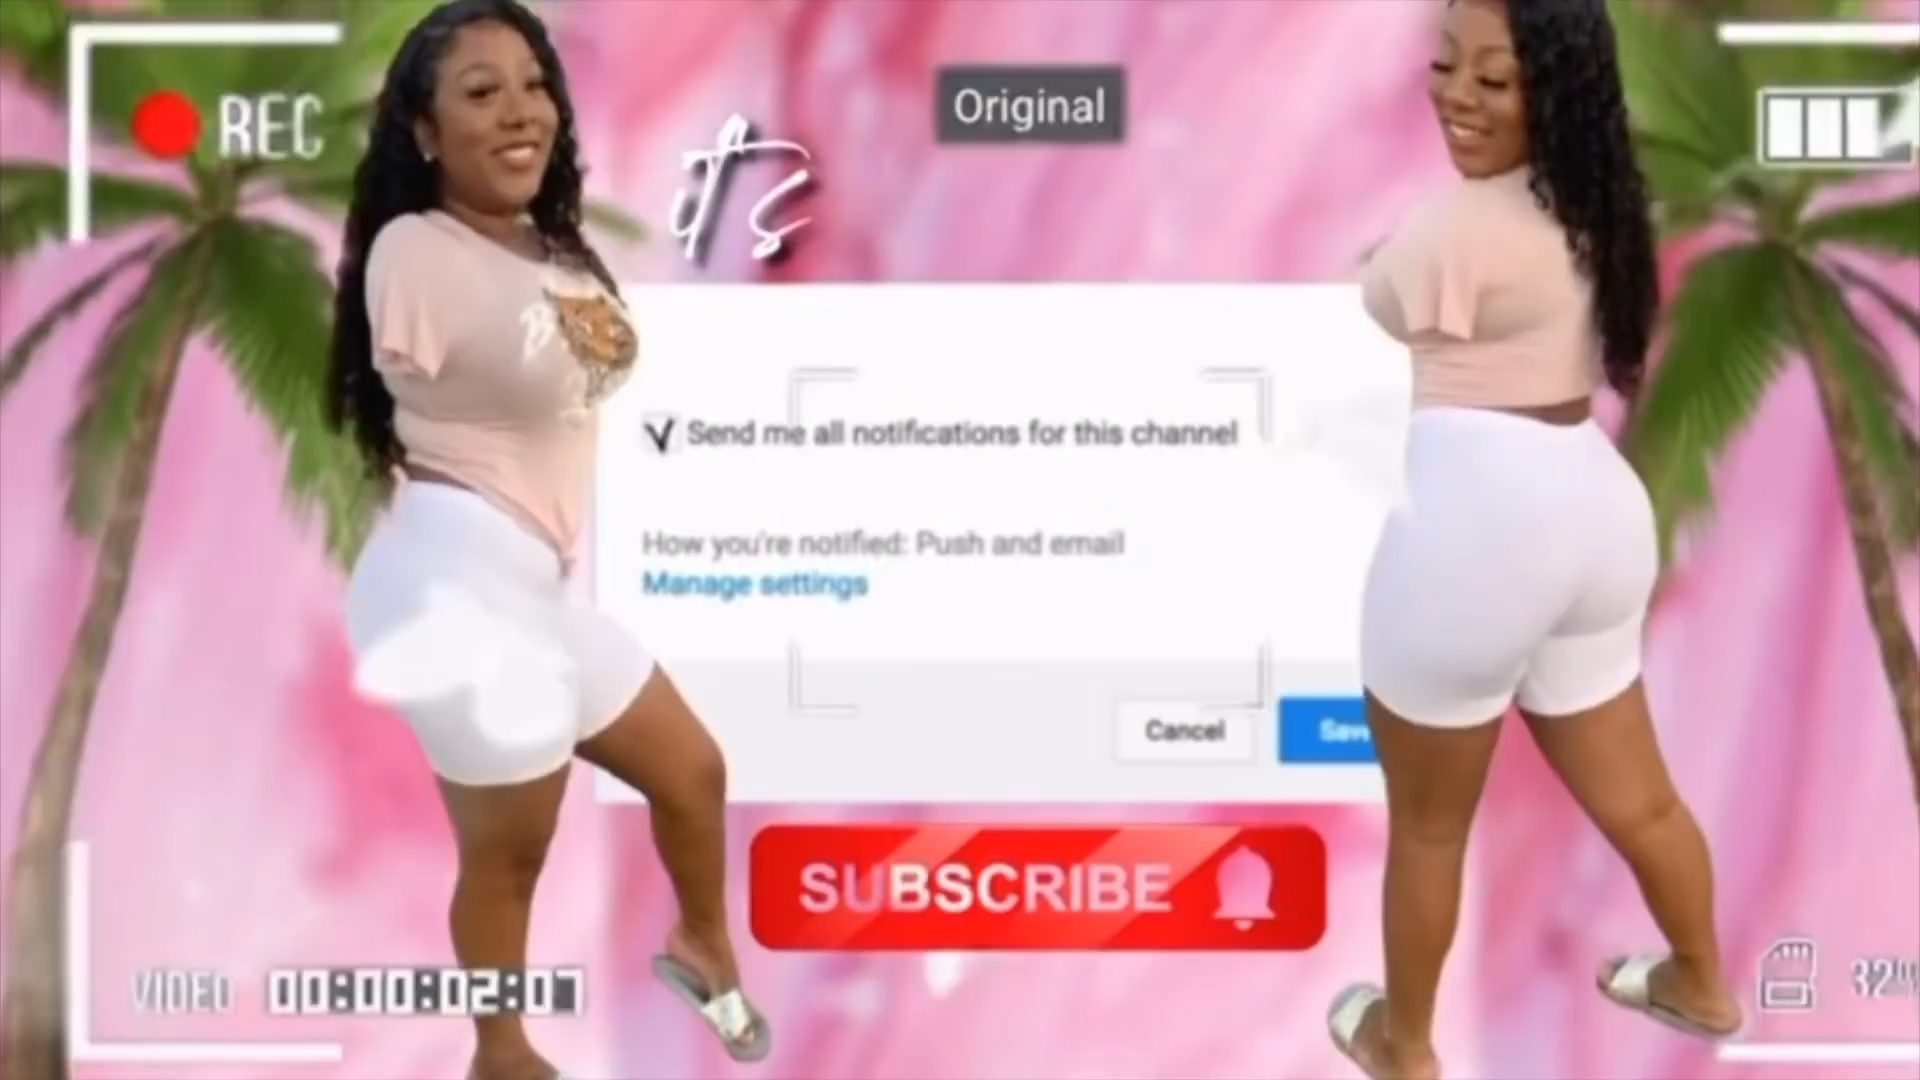 REC
Original
it's
Send me all notifications for this channel
How you're notified: Push and email
Manage settings
Cancel
SUBSCRIBE
VIDEO 00:00:02:07